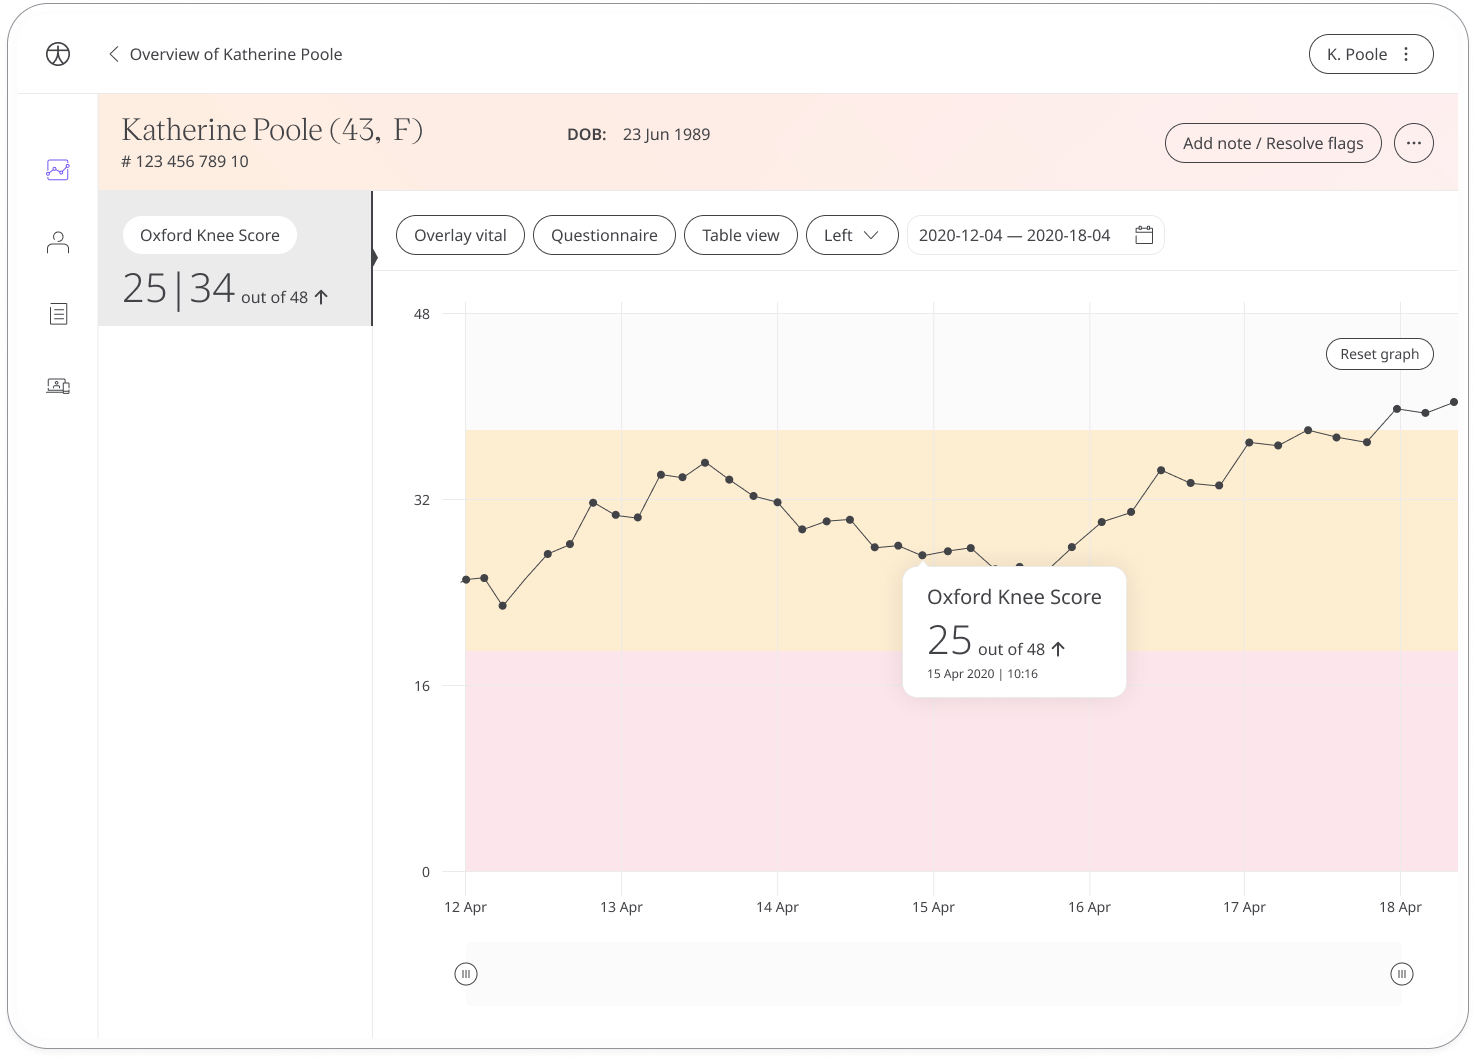 Overview of Katherine Poole
K. Poole
Katherine Poole (43, F)
# 123 456 789 10
DOB: 23 Jun 1989
Add note / Resolve flags
Oxford Knee Score
25|34 out of 48 ↑
Overlay vital
Questionnaire
Table view
Left
2020-12-04 — 2020-18-04
48
Reset graph
32
Oxford Knee Score
25 out of 48 ↑
15 Apr 2020 | 10:16
16
0
12 Apr
13 Apr
14 Apr
15 Apr
16 Apr
17 Apr
18 Apr